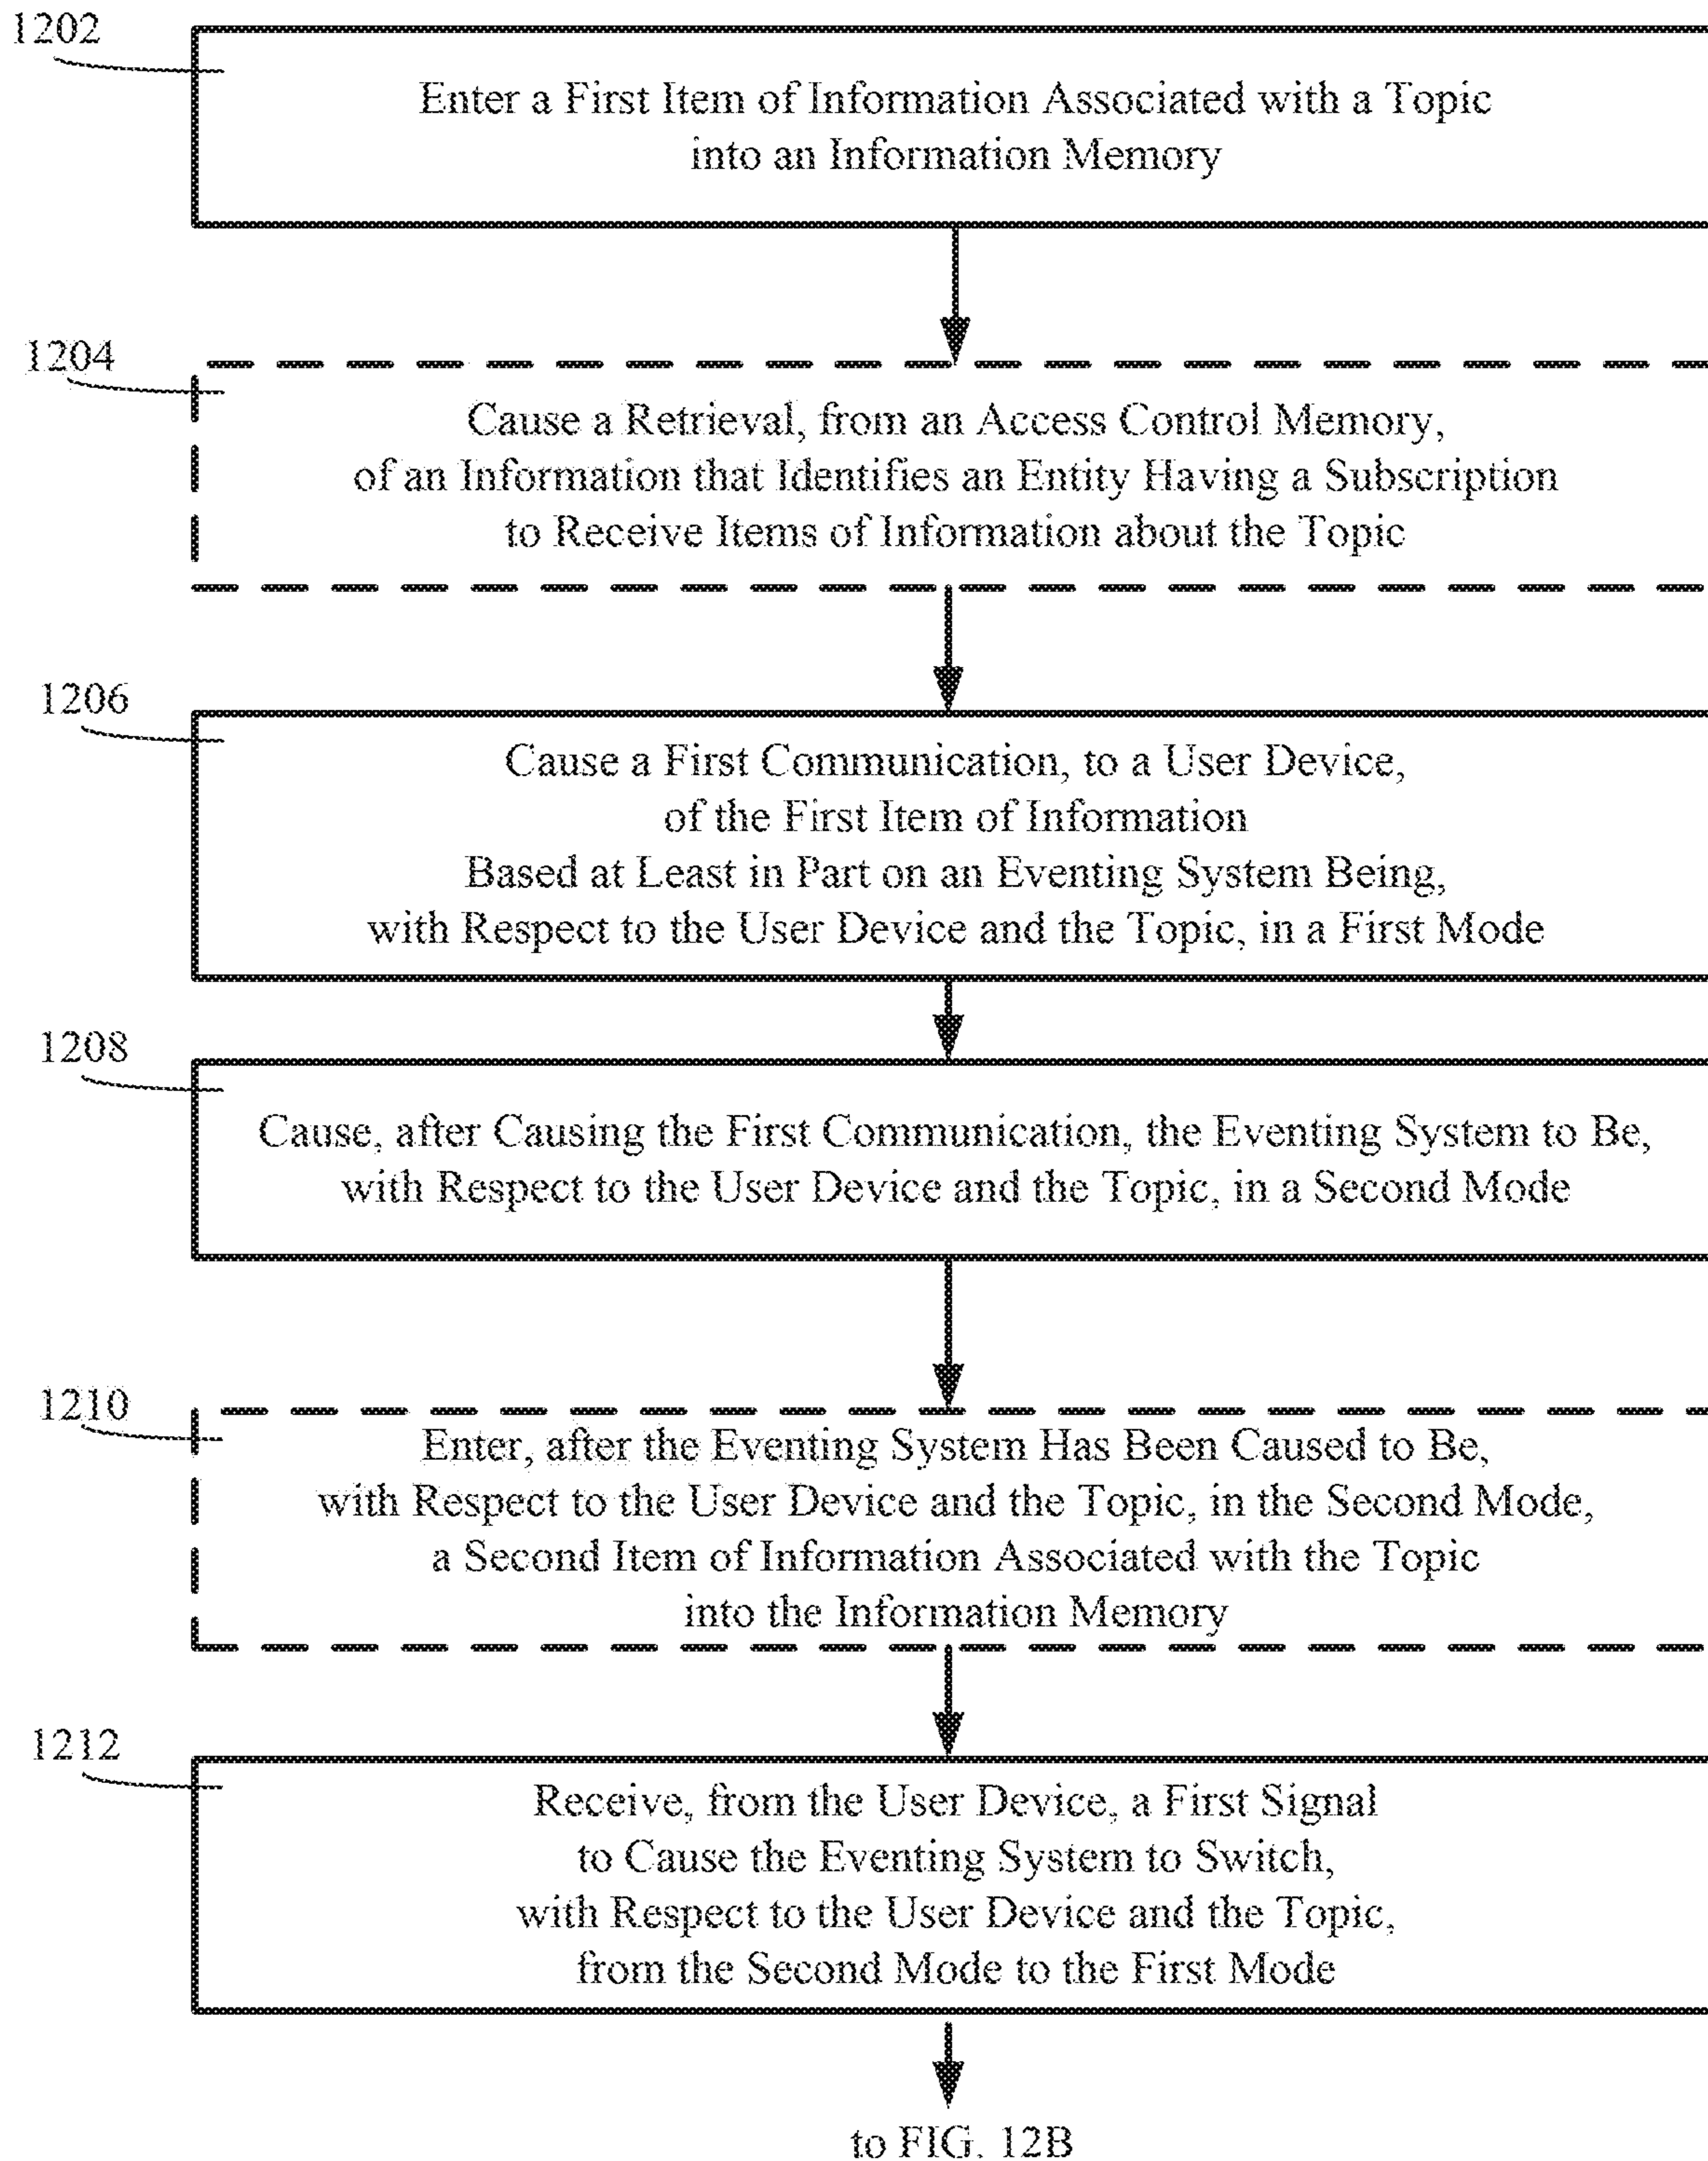 1202
Enter a First Item of Information Associated with a Topic
into an Information Memory
1204
Cause a Retrieval, from an Access Control Memory,
of an Information that Identifies an Entity Having a Subscription
to Receive Items of Information about the Topic
1206
Cause a First Communication, to a User Device,
of the First Item of Information
Based at Least in Part on an Eventing System Being,
with Respect to the User Device and the Topic, in a First Mode
1208
Cause, after Causing the First Communication, the Eventing System to Be,
with Respect to the User Device and the Topic, in a Second Mode
1210
Enter, after the Eventing System Has Been Caused to Be,
with Respect to the User Device and the Topic, in the Second Mode,
a Second Item of Information Associated with the Topic
into the Information Memory
1212
Receive, from the User Device, a First Signal
to Cause the Eventing System to Switch,
with Respect to the User Device and the Topic,
from the Second Mode to the First Mode
to FIG. 12B